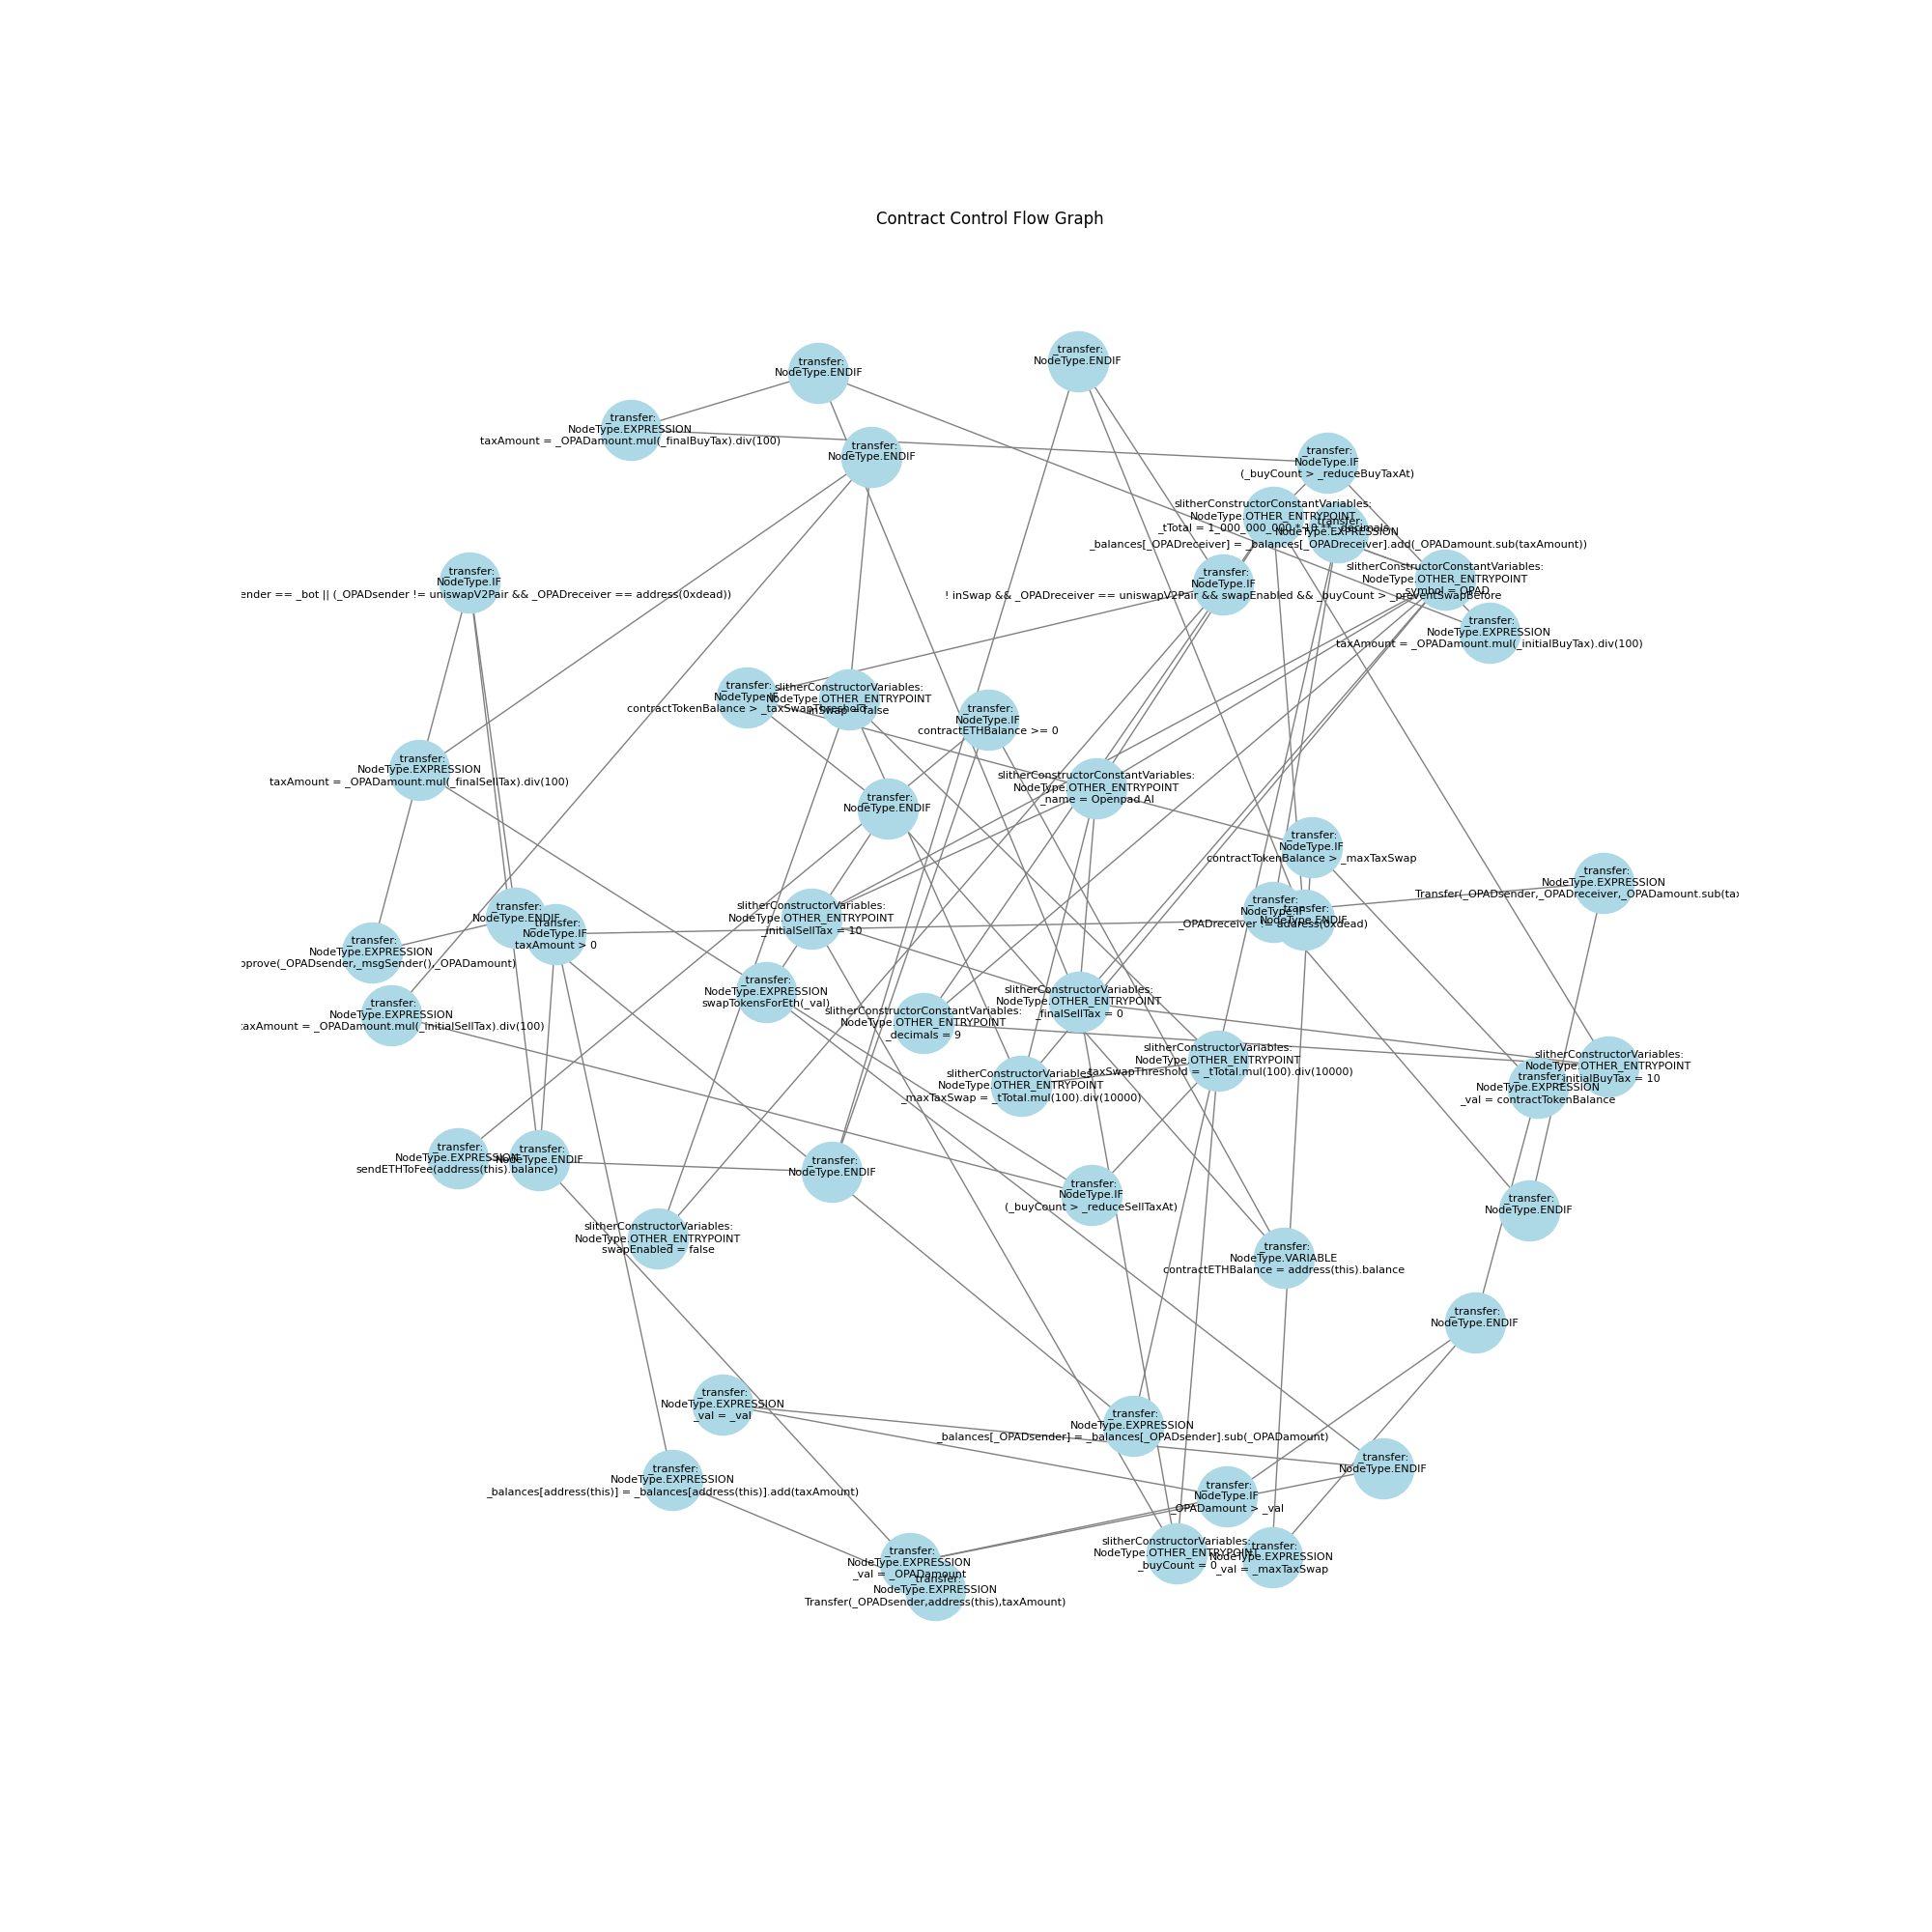 Contract Control Flow Graph
_transfer:
NodeType.ENDIF
_transfer:
NodeType.ENDIF
_transfer:
NodeType.EXPRESSION
taxAmount = _OPADamount.mul(_finalBuyTax).div(100)
_transfer:
NodeType.ENDIF
_transfer:
NodeType.IF
(_buyCount > _reduceBuyTaxAt)
slitherConstructorConstantVariables:
NodeType.OTHER_ENTRYPOINT
_tTotal = 1_000_000_000 * 10 ** _decimals
_transfer:
NodeType.EXPRESSION
_balances[_OPADreceiver] = _balances[_OPADreceiver].add(_OPADamount.sub(taxAmount))
_transfer:
NodeType.IF
ender == _bot || (_OPADsender != uniswapV2Pair && _OPADreceiver == address(0xdead))
_transfer:
NodeType.IF
! inSwap && _OPADreceiver == uniswapV2Pair && swapEnabled && _buyCount > _preventSwapBefore
slitherConstructorConstantVariables:
NodeType.OTHER_ENTRYPOINT
_symbol = OPAD
_transfer:
NodeType.EXPRESSION
taxAmount = _OPADamount.mul(_initialBuyTax).div(100)
_transfer:
NodeType.IF
contractTokenBalance > _taxSwapThreshold
slitherConstructorVariables:
NodeType.OTHER_ENTRYPOINT
inSwap = false
_transfer:
NodeType.IF
contractETHBalance >= 0
_transfer:
NodeType.EXPRESSION
taxAmount = _OPADamount.mul(_finalSellTax).div(100)
slitherConstructorConstantVariables:
NodeType.OTHER_ENTRYPOINT
_name = Openpad AI
_transfer:
NodeType.ENDIF
_transfer:
NodeType.IF
contractTokenBalance > _maxTaxSwap
_transfer:
NodeType.EXPRESSION
Transfer(_OPADsender,_OPADreceiver,_OPADamount.sub(ta
_transfer:
NodeType.IF
_OPADreceiver != address(0xdead)
_transfer:
NodeType.ENDIF
_transfer:
NodeType.ENDIF
_transfer:
NodeType.IF
taxAmount > 0
slitherConstructorVariables:
NodeType.OTHER_ENTRYPOINT
_initialSellTax = 10
_transfer:
NodeType.EXPRESSION
prove(_OPADsender,_msgSender(),_OPADamount)
_transfer:
NodeType.EXPRESSION
swapTokensForEth(_val)
_transfer:
NodeType.EXPRESSION
taxAmount = _OPADamount.mul(_initialSellTax).div(100)
slitherConstructorConstantVariables:
NodeType.OTHER_ENTRYPOINT
_decimals = 9
slitherConstructorVariables:
NodeType.OTHER_ENTRYPOINT
_finalSellTax = 0
slitherConstructorVariables:
NodeType.OTHER_ENTRYPOINT
_taxSwapThreshold = _tTotal.mul(100).div(10000)
slitherConstructorVariables:
NodeType.OTHER_ENTRYPOINT
_maxTaxSwap = _tTotal.mul(100).div(10000)
slitherConstructorVariables:
NodeType.OTHER_ENTRYPOINT
_initialBuyTax = 10
_transfer:
NodeType.EXPRESSION
_val = contractTokenBalance
_transfer:
NodeType.EXPRESSION
sendETHToFee(address(this).balance)
_transfer:
NodeType.ENDIF
_transfer:
NodeType.ENDIF
_transfer:
NodeType.IF
(_buyCount > _reduceSellTaxAt)
_transfer:
NodeType.ENDIF
slitherConstructorVariables:
NodeType.OTHER_ENTRYPOINT
swapEnabled = false
_transfer:
NodeType.VARIABLE
contractETHBalance = address(this).balance
_transfer:
NodeType.ENDIF
_transfer:
NodeType.EXPRESSION
_val = _val
_transfer:
NodeType.EXPRESSION
_balances[_OPADsender] = _balances[_OPADsender].sub(_OPADamount)
_transfer:
NodeType.ENDIF
_transfer:
NodeType.EXPRESSION
_balances[address(this)] = _balances[address(this)].add(taxAmount)
_transfer:
NodeType.IF
_OPADamount > _val
slitherConstructorVariables:
NodeType.OTHER_ENTRYPOINT
_buyCount = 0
_transfer:
NodeType.EXPRESSION
_val = _maxTaxSwap
_transfer:
NodeType.EXPRESSION
_val = _OPADamount
_transfer:
NodeType.EXPRESSION
Transfer(_OPADsender,address(this),taxAmount)